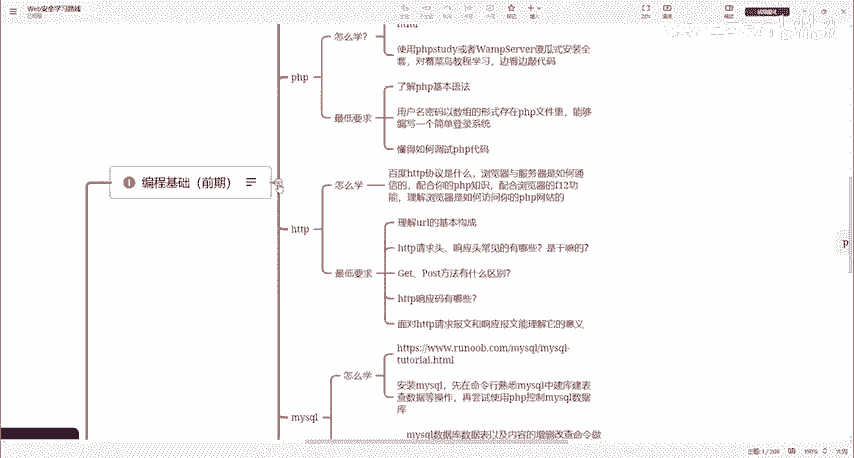 Web安全学习路线
html
怎么学？
使用phpstudy或者WampServer傻瓜式安装全
套，对着菜鸟教程学习，边看边敲代码
php
了解php基本语法
最低要求
用户名密码以数组的形式存在php文件里，能够
编写一个简单登录系统
懂得如何调试php代码
编程基础（前期）
怎么学
百度http协议是什么，浏览器与服务器是如何通
信的，配合你的php知识，配合浏览器的f12功
能，理解浏览器是如何访问你的php网站的
http
理解url的基本构成
http请求头、响应头常见的有哪些？是干嘛的？
最低要求
Get、Post方法有什么区别？
http响应码有哪些？
面对http请求报文和响应报文能理解它的意义
https://www.runoob.com/mysql/mysql-
tutorial.html
怎么学
安装mysql，先在命令行熟悉mysql中建库建表
查数据等操作，再尝试使用php控制mysql数据
库
mysql
mysql数据库数据表以及内容的增删改查命令做
P
150%